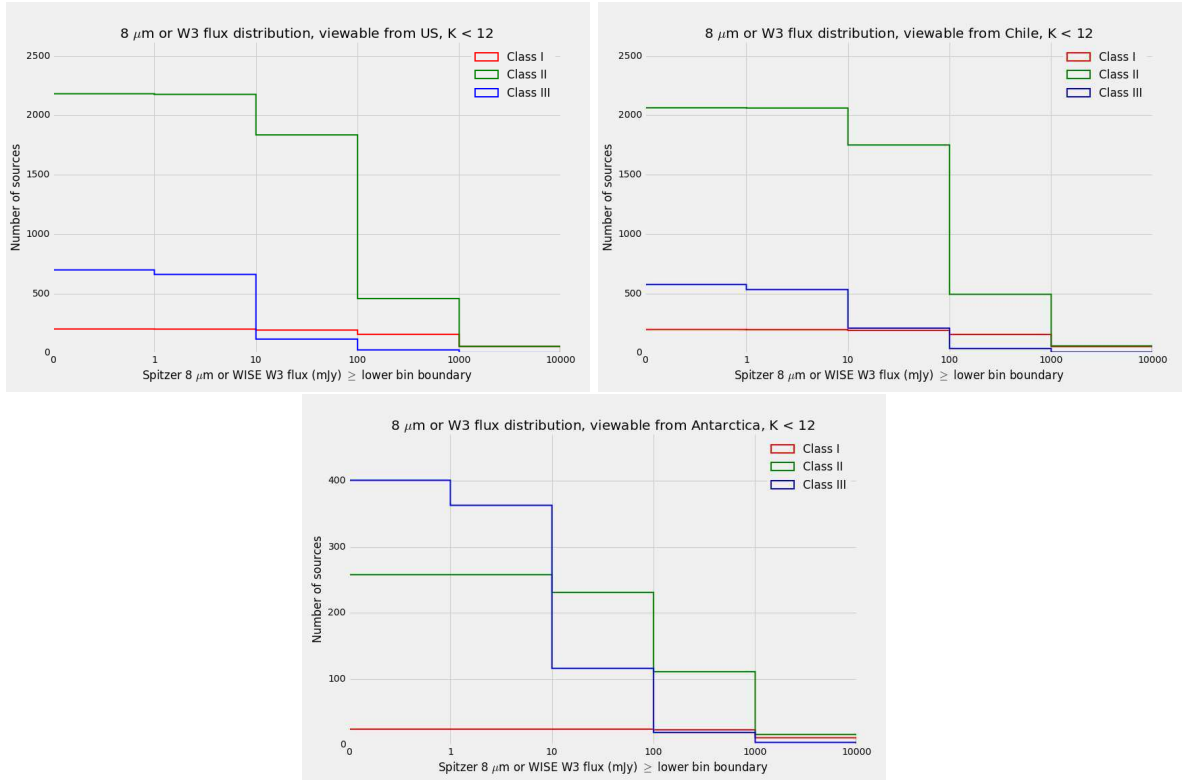 8 μm or W3 flux distribution, viewable from US, K < 12
Number of sources
2500
2000
1500
1000
500
0
0 1 10 100 1000 10000
Class I
Class II
Class III
Spitzer 8 μm or WISE W3 flux (mJy) ≥ lower bin boundary
8 μm or W3 flux distribution, viewable from Chile, K < 12
Number of sources
2500
2000
1500
1000
500
0
0 1 10 100 1000 10000
Class I
Class II
Class III
Spitzer 8 μm or WISE W3 flux (mJy) ≥ lower bin boundary
8 μm or W3 flux distribution, viewable from Antarctica, K < 12
Number of sources
400
300
200
100
0
0 1 10 100 1000 10000
Class I
Class II
Class III
Spitzer 8 μm or WISE W3 flux (mJy) ≥ lower bin boundary